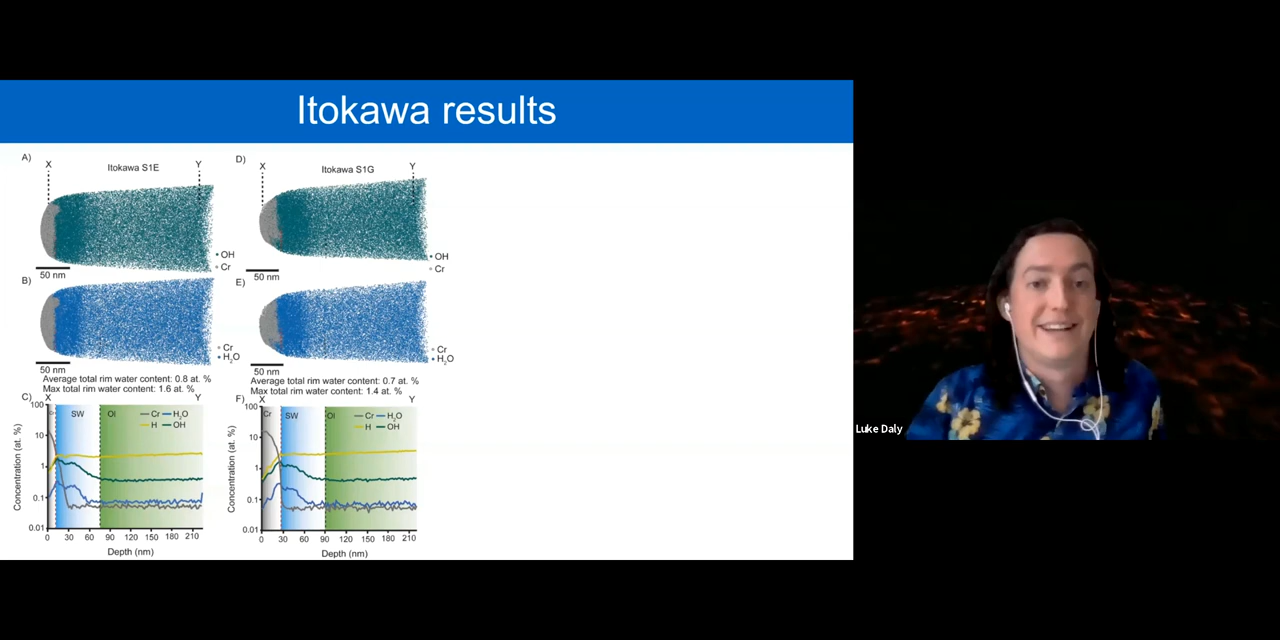 Itokawa results
A)
X
Itokawa S1E
Y
OH
Cr
50 nm
B)
Cr
H₂O
50 nm
Average total rim water content: 0.8 at. %
Max total rim water content: 1.6 at. %
C)
X
Y
SW
Ol
Cr
H₂O
H
OH
100
10
1
0.1
0.01
Concentration (at. %)
0 30 60 90 120 150 180 210
Depth (nm)
D)
X
Itokawa S1G
Y
OH
Cr
50 nm
E)
Cr
H₂O
50 nm
Average total rim water content: 0.7 at. %
Max total rim water content: 1.4 at. %
F)
X
Y
Cr
SW
Ol
Cr
H₂O
H
OH
100
10
1
0.1
0.01
Concentration (at. %)
0 30 60 90 120 150 180 210
Depth (nm)
Luke Daly